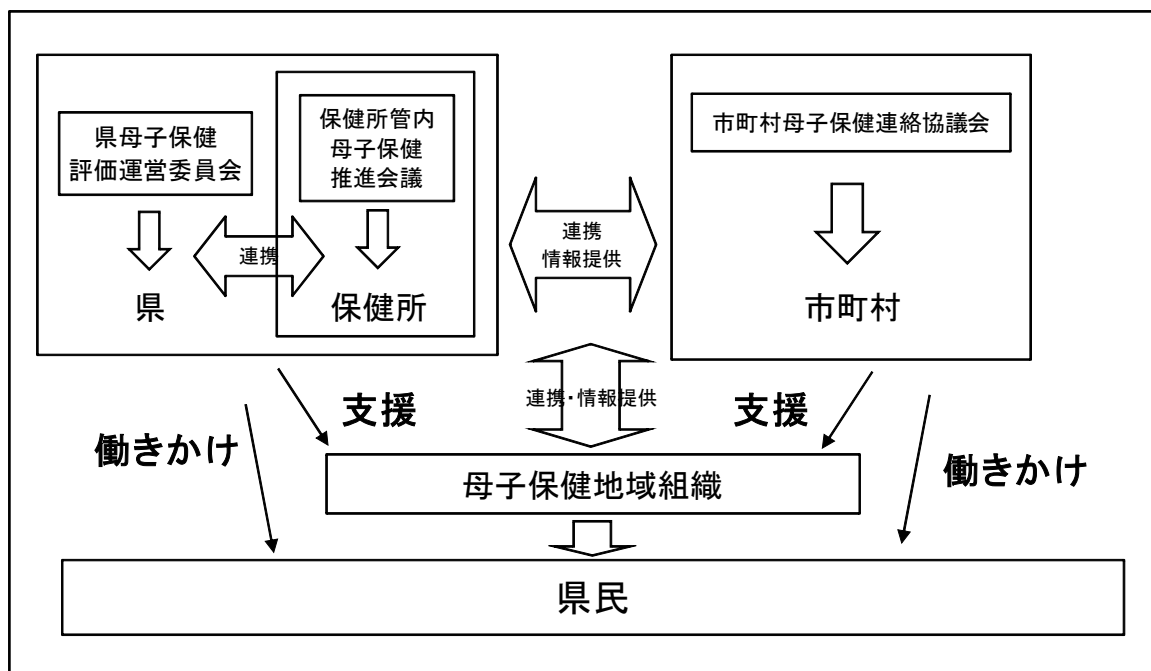 県母子保健
評価運営委員会
保健所管内
母子保健
推進会議
市町村母子保健連絡協議会
連携
連携
情報提供
県
保健所
市町村
連携・情報提供
支援
支援
働きかけ
働きかけ
母子保健地域組織
県民